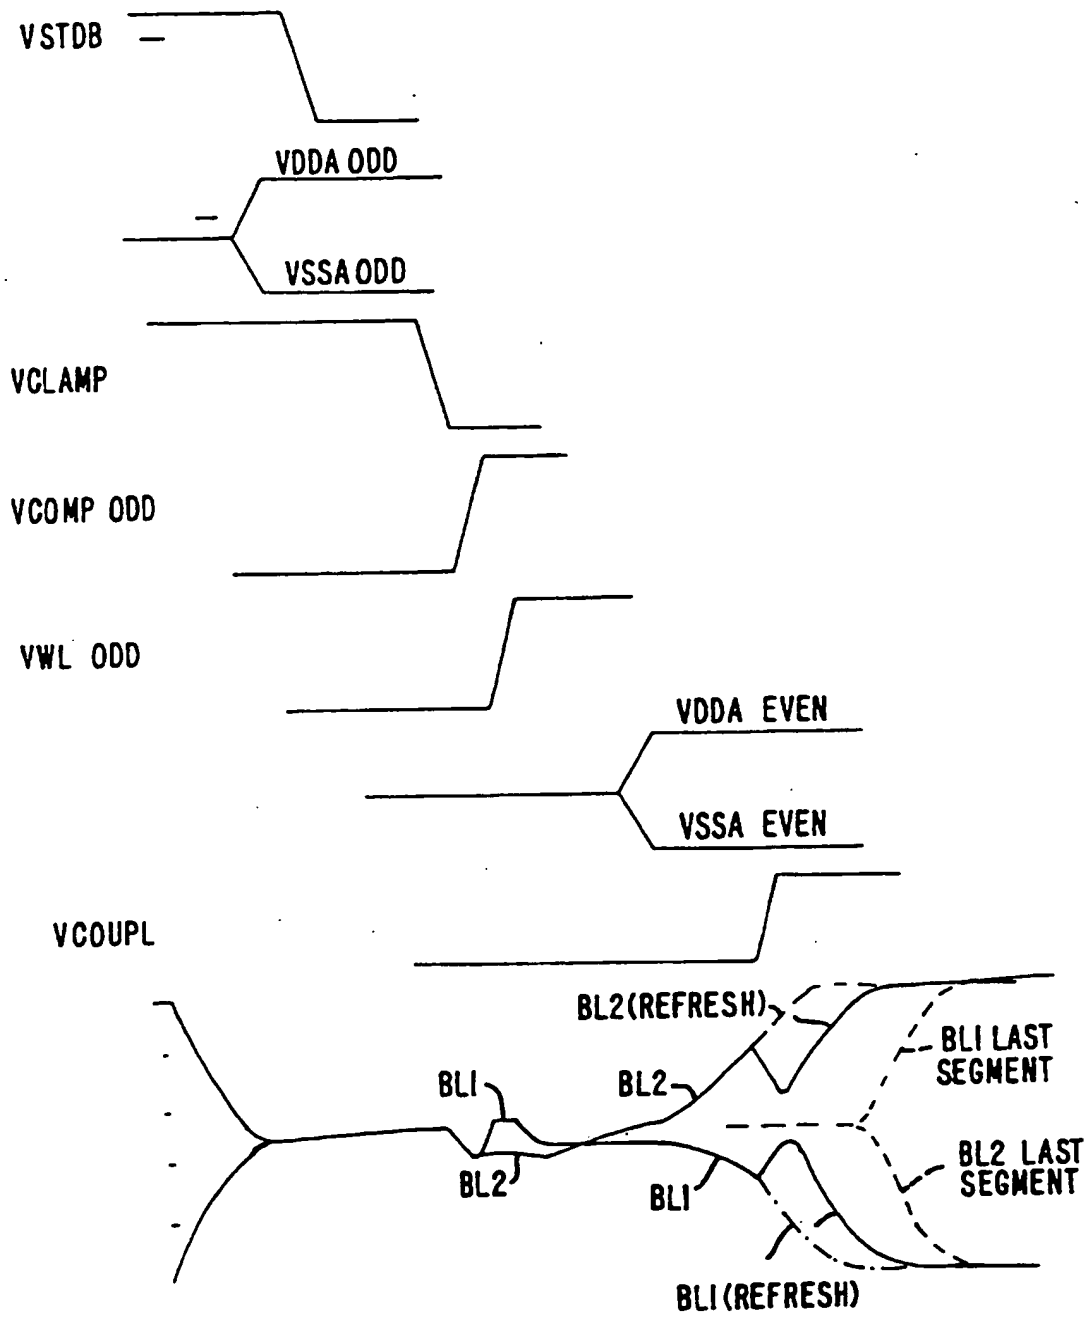 VSTDB
VDDA ODD
VSSA ODD
VCLAMP
VCOMP ODD
VWL ODD
VDDA EVEN
VSSA EVEN
VCOUPL
BL2(REFRESH)
BL1 LAST
SEGMENT
BL1
BL2
BL2
BL1
BL2 LAST
SEGMENT
BL1(REFRESH)